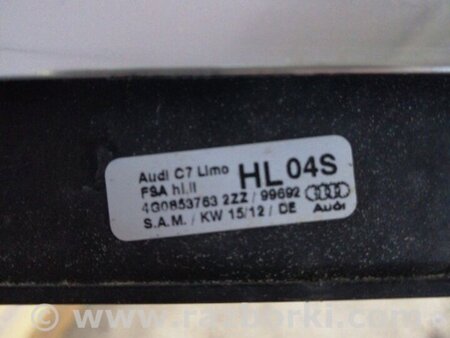 Audi C7 Limo HL 04S
FSA hl.li
4G0853763 2ZZ / 99692
S.A.M. / KW 15/12 / DE Audi
© www.razborki.com